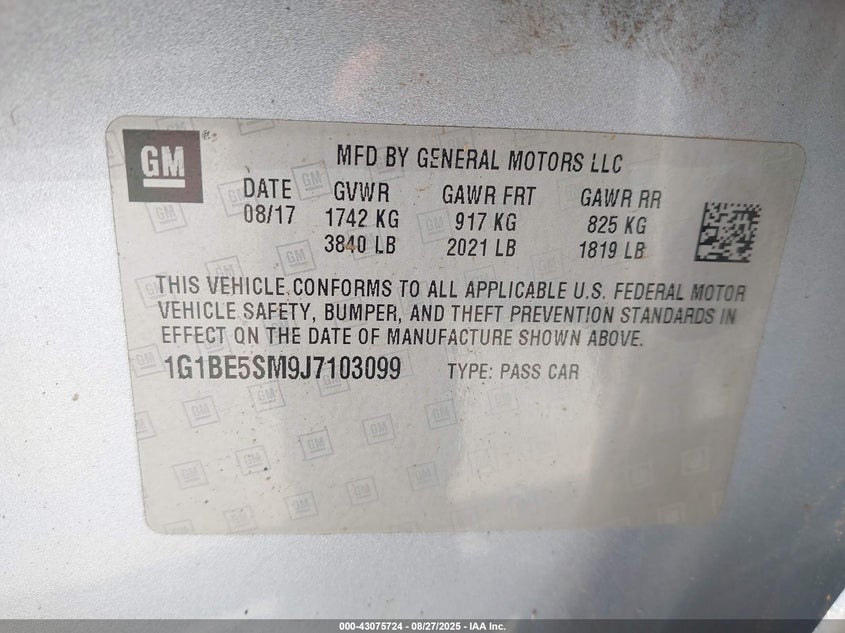 GM
MFD BY GENERAL MOTORS LLC
DATE GVWR GAWR FRT GAWR RR
08/17 1742 KG 917 KG 825 KG
3840 LB 2021 LB 1819 LB
THIS VEHICLE CONFORMS TO ALL APPLICABLE U.S. FEDERAL MOTOR
VEHICLE SAFETY, BUMPER, AND THEFT PREVENTION STANDARDS IN
EFFECT ON THE DATE OF MANUFACTURE SHOWN ABOVE.
1G1BE5SM9J7103099 TYPE: PASS CAR
000-43075724 - 08/27/2025 - IAA Inc.